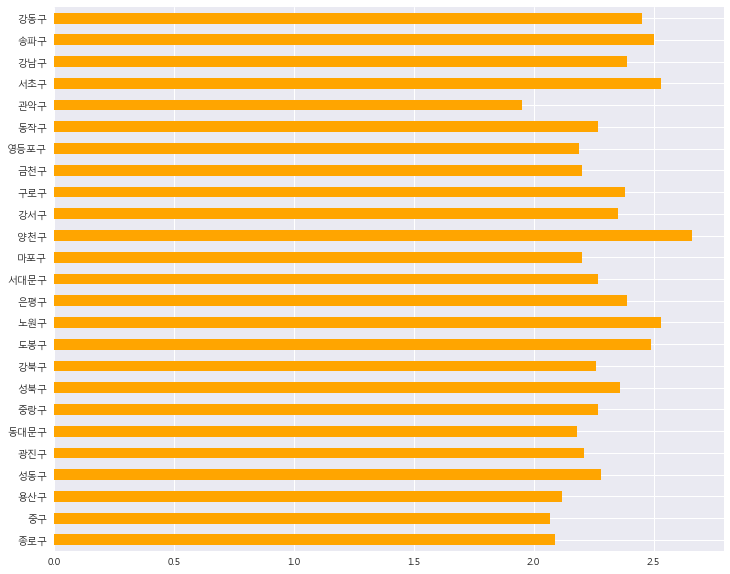 강동구
송파구
강남구
서초구
관악구
동작구
영등포구
금천구
구로구
강서구
양천구
마포구
서대문구
은평구
노원구
도봉구
강북구
성북구
중랑구
동대문구
광진구
성동구
용산구
중구
종로구
0.0 0.5 1.0 1.5 2.0 2.5